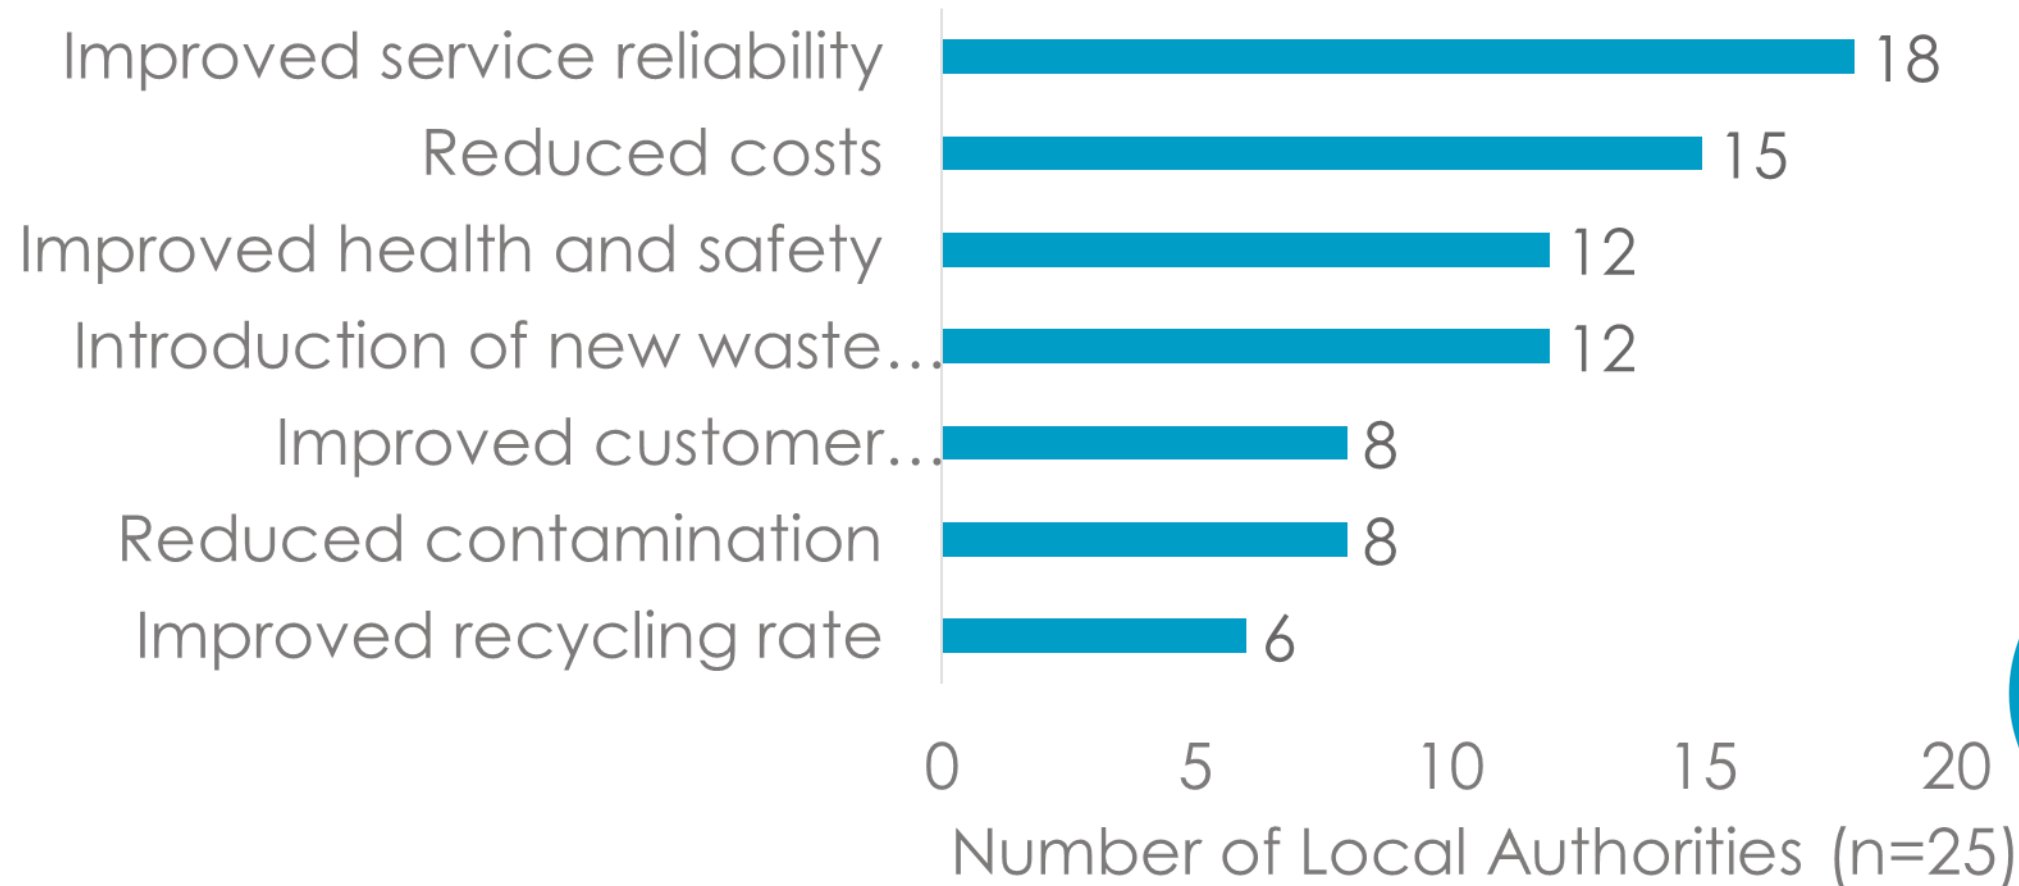 Improved service reliability 18
Reduced costs 15
Improved health and safety 12
Introduction of new waste... 12
Improved customer... 8
Reduced contamination 8
Improved recycling rate 6
0 5 10 15 20
Number of Local Authorities (n=25)